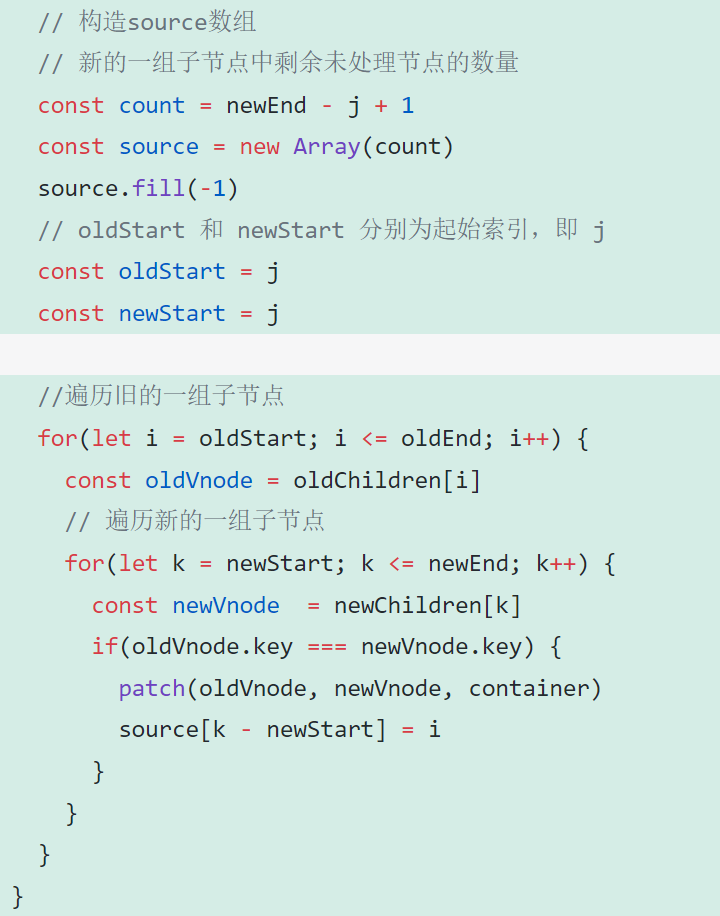 // 构造source数组
// 新的一组子节点中剩余未处理节点的数量
const count = newEnd - j + 1
const source = new Array(count)
source.fill(-1)
// oldStart 和 newStart 分别为起始索引，即 j
const oldStart = j
const newStart = j
//遍历旧的一组子节点
for(let i = oldStart; i <= oldEnd; i++) {
const oldVnode = oldChildren[i]
// 遍历新的一组子节点
for(let k = newStart; k <= newEnd; k++) {
const newVnode  = newChildren[k]
if(oldVnode.key === newVnode.key) {
patch(oldVnode, newVnode, container)
source[k - newStart] = i
}
}
}
}